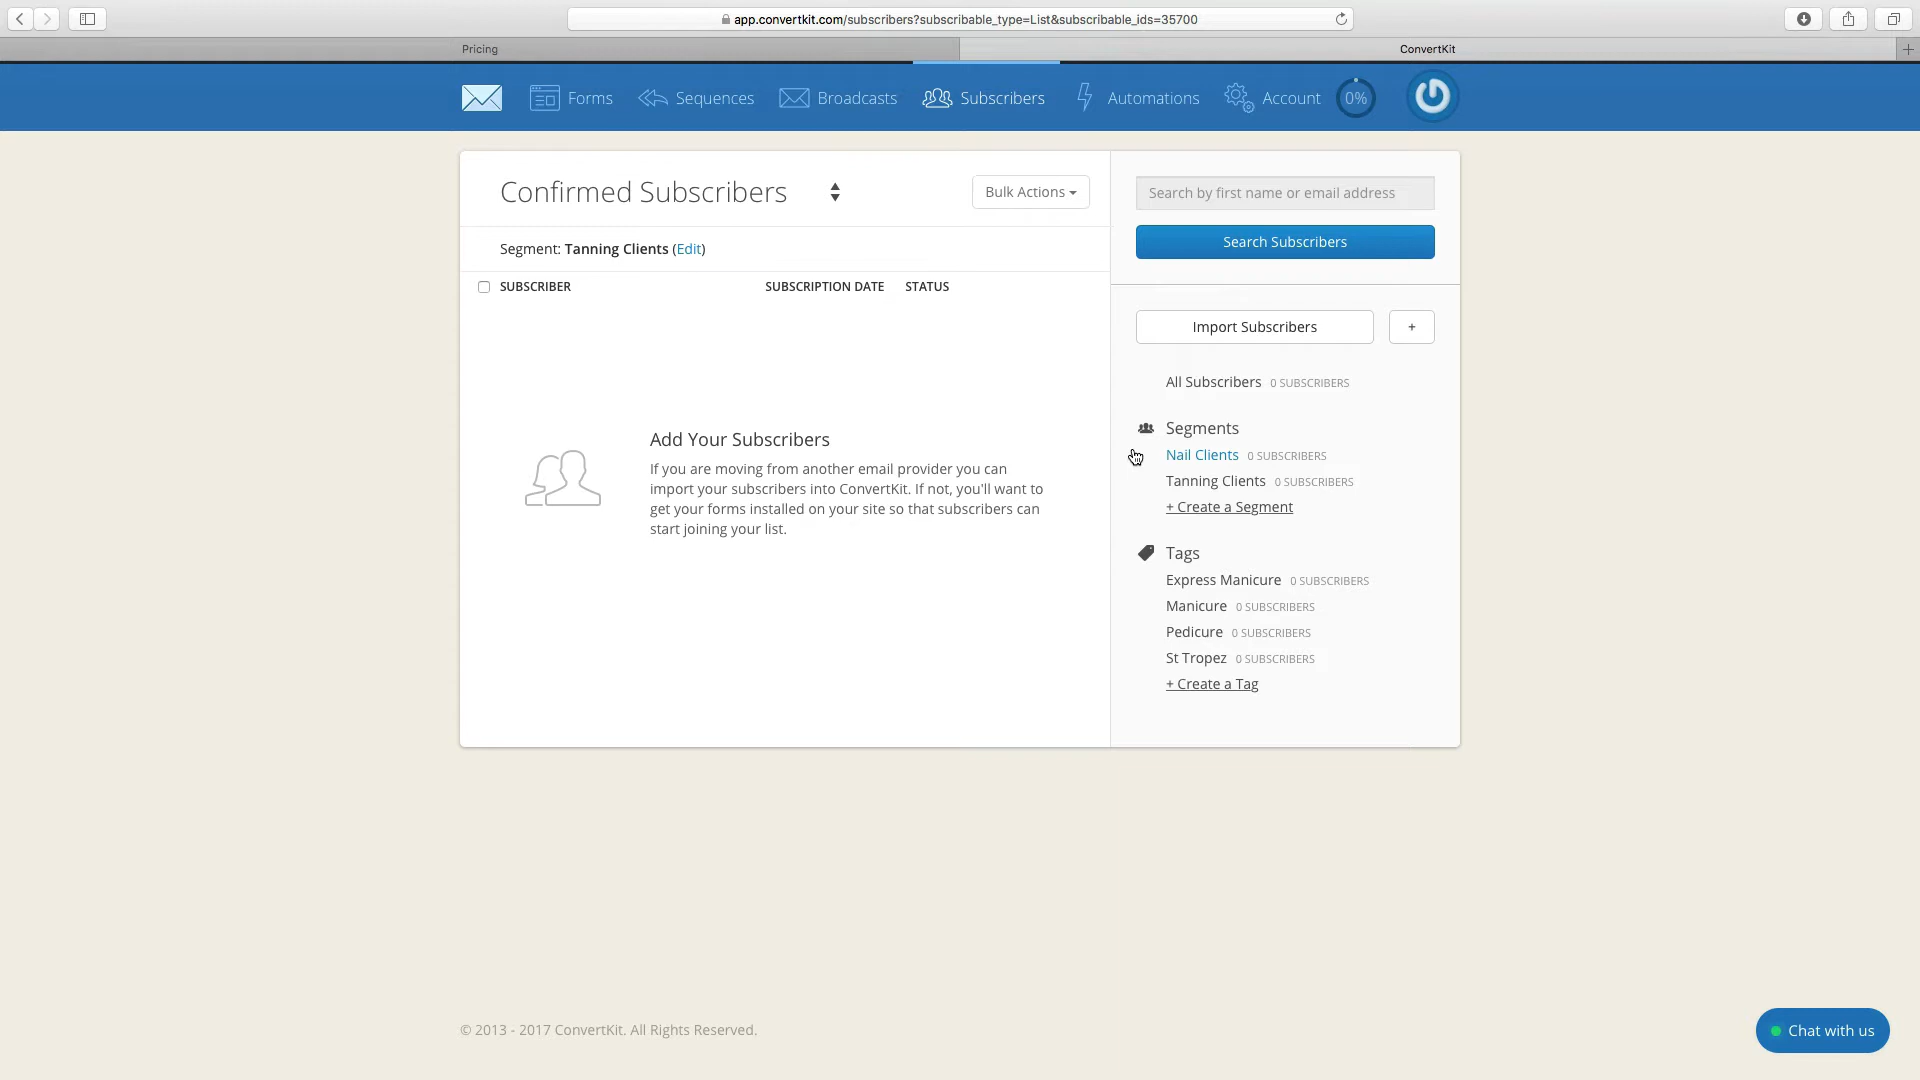 app.convertkit.com/subscribers?subscribable_type=List&subscribable_ids=35700
Pricing
ConvertKit
Forms
Sequences
Broadcasts
Subscribers
Automations
Account
0%
Confirmed Subscribers
Bulk Actions
Search by first name or email address
Search Subscribers
Segment: Tanning Clients (Edit)
SUBSCRIBER
SUBSCRIPTION DATE
STATUS
Add Your Subscribers
If you are moving from another email provider you can
import your subscribers into ConvertKit. If not, you'll want to
get your forms installed on your site so that subscribers can
start joining your list.
Import Subscribers
+
All Subscribers 0 SUBSCRIBERS
Segments
Nail Clients 0 SUBSCRIBERS
Tanning Clients 0 SUBSCRIBERS
+ Create a Segment
Tags
Express Manicure 0 SUBSCRIBERS
Manicure 0 SUBSCRIBERS
Pedicure 0 SUBSCRIBERS
St Tropez 0 SUBSCRIBERS
+ Create a Tag
© 2013 - 2017 ConvertKit. All Rights Reserved.
Chat with us